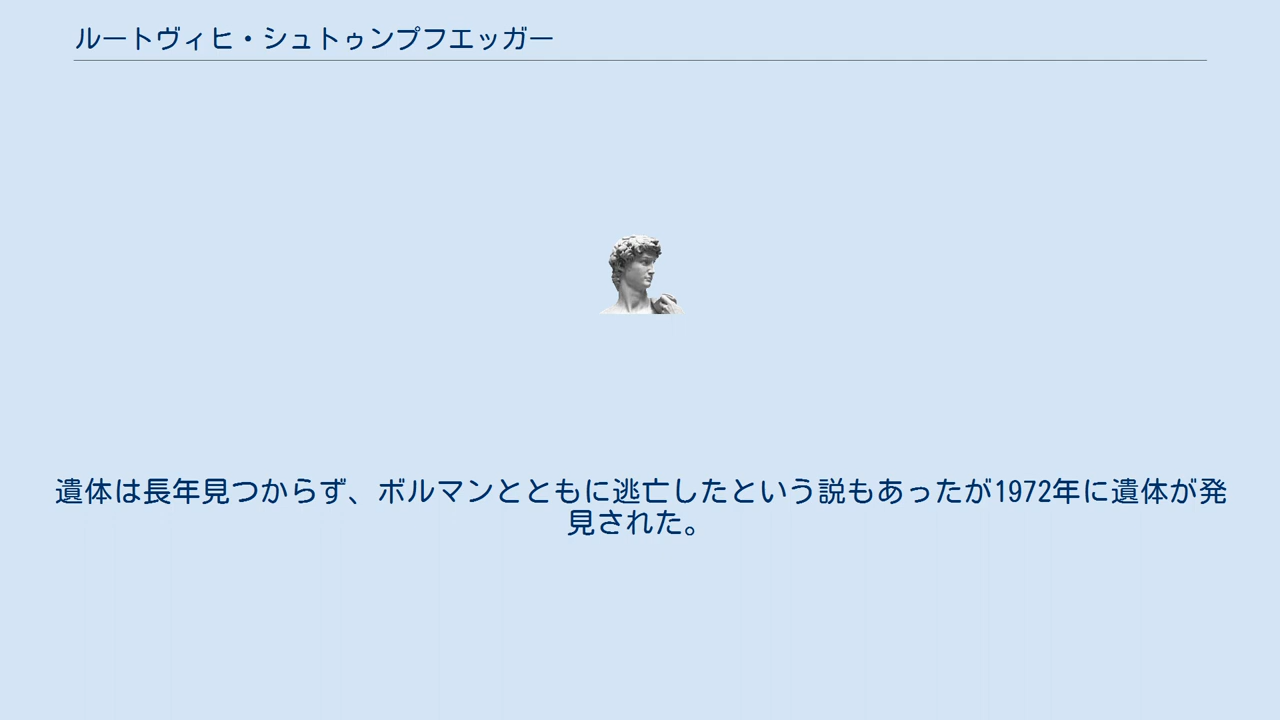 ルートヴィヒ・シュトゥンプフエッガー
遺体は長年見つからず、ボルマンとともに逃亡したという説もあったが1972年に遺体が発
見された。